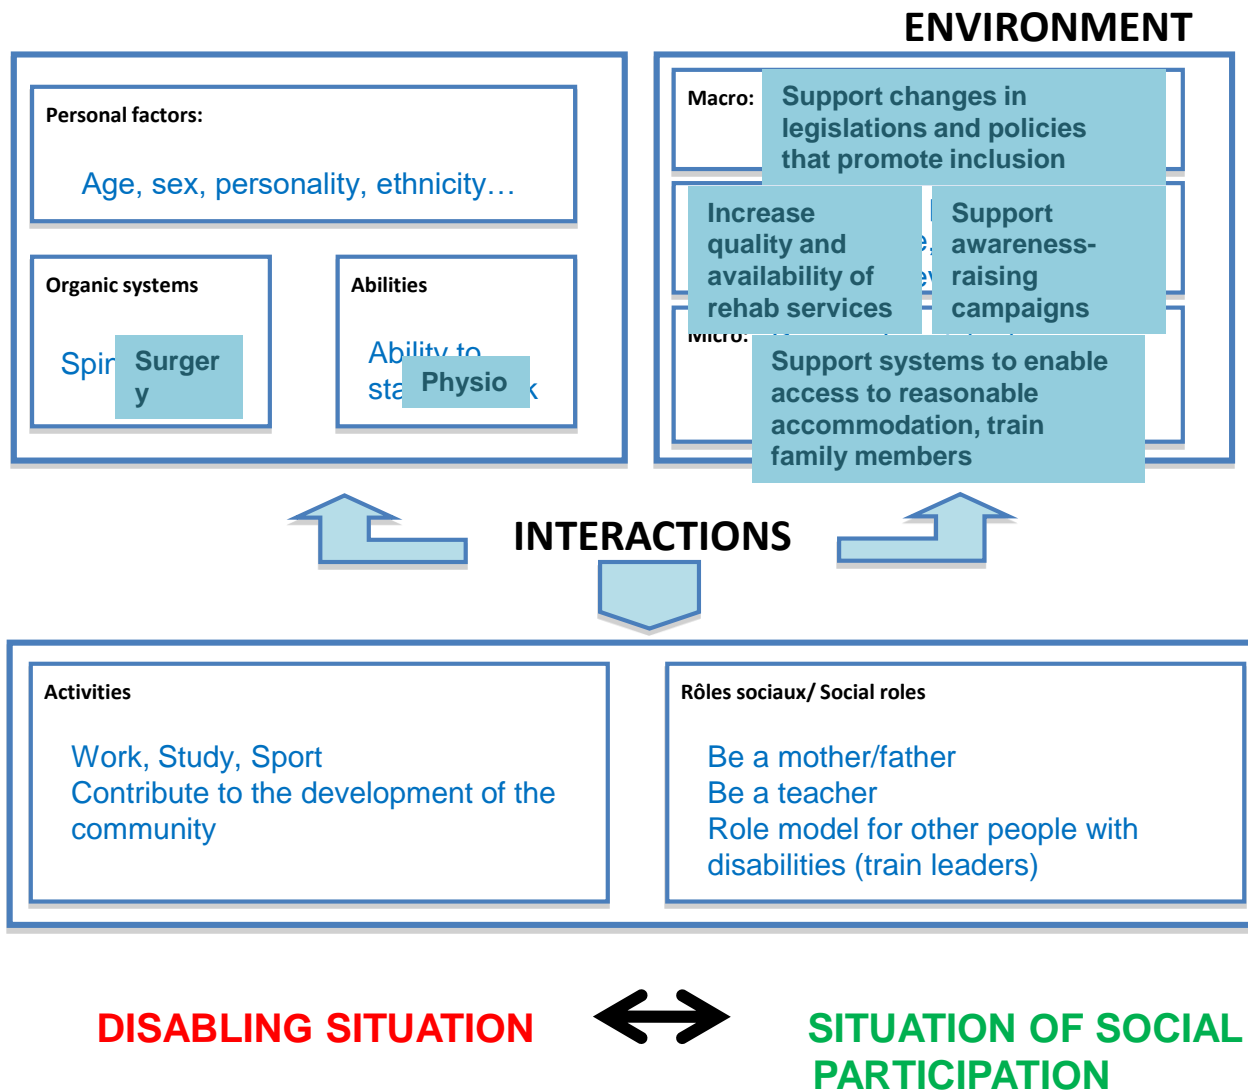 ENVIRONMENT
Personal factors:
Age, sex, personality, ethnicity…
Organic systems
Surger
y
Abilities
Ability to
Physio
Macro:
Support changes in
legislations and policies
that promote inclusion
Increase
quality and
availability of
rehab services
Support
awareness-
raising
campaigns
Micro:
Support systems to enable
access to reasonable
accommodation, train
family members
INTERACTIONS
Activities
Work, Study, Sport
Contribute to the development of the
community
Rôles sociaux/ Social roles
Be a mother/father
Be a teacher
Role model for other people with
disabilities (train leaders)
DISABLING SITUATION
SITUATION OF SOCIAL
PARTICIPATION